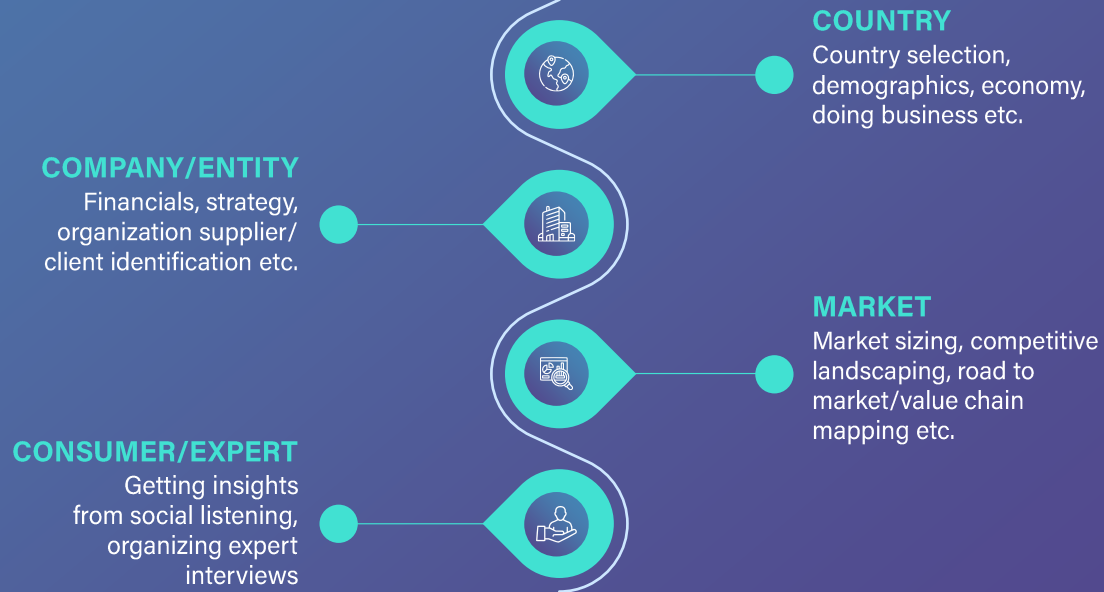 COUNTRY
Country selection,
demographics, economy,
doing business etc.
COMPANY/ENTITY
Financials, strategy,
organization supplier/
client identification etc.
MARKET
Market sizing, competitive
landscaping, road to
market/value chain
mapping etc.
CONSUMER/EXPERT
Getting insights
from social listening,
organizing expert
interviews